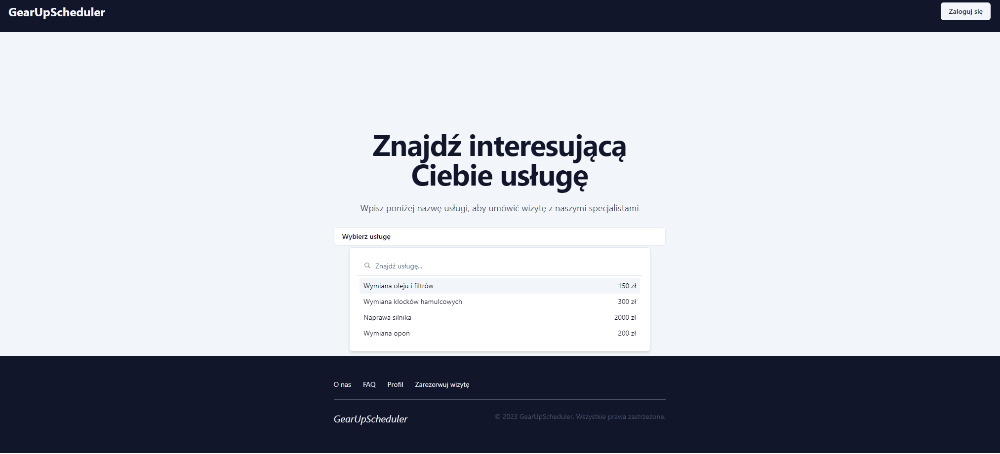 GearUpScheduler
Zaloguj się
Znajdź interesującą
Ciebie usługę
Wpisz poniżej nazwę usługi, aby umówić wizytę z naszymi specjalistami
Wybierz usługę
Znajdź usługę...
Wymiana oleju i filtrów 150 zł
Wymiana klocków hamulcowych 300 zł
Naprawa silnika 2000 zł
Wymiana opon 200 zł
O nas FAQ Profil Zarezerwuj wizytę
GearUpScheduler © 2023 GearUpScheduler. Wszystkie prawa zastrzeżone.